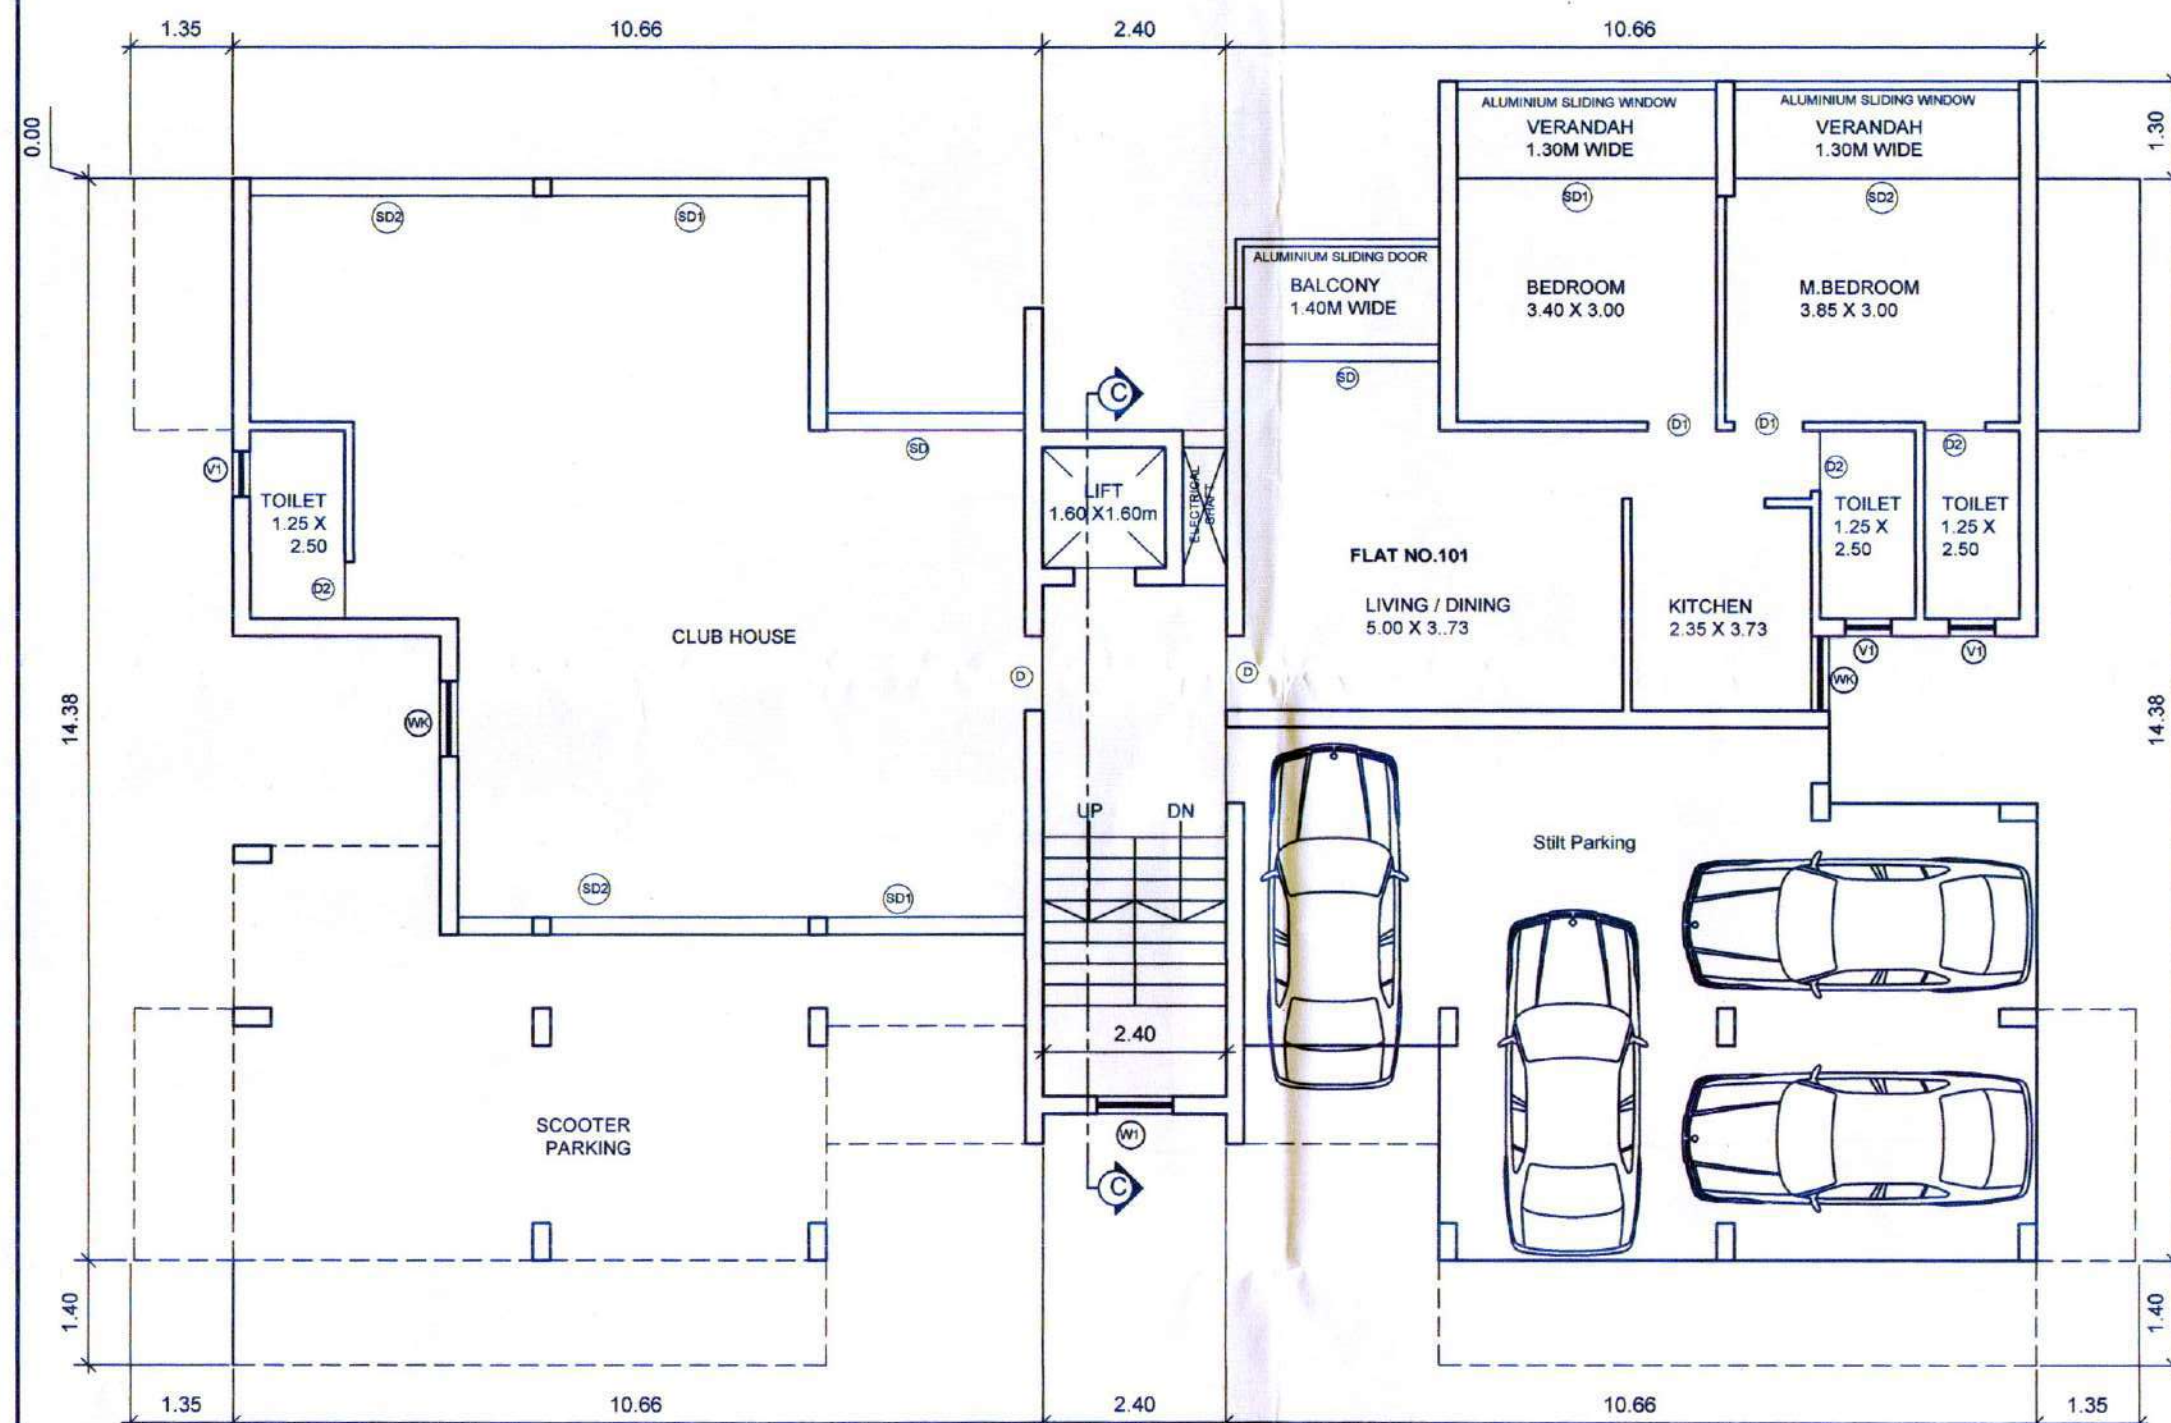 1.35
10.66
2.40
10.66
0.00
1.30
ALUMINIUM SLIDING WINDOW
VERANDAH
1.30M WIDE
ALUMINIUM SLIDING WINDOW
VERANDAH
1.30M WIDE
SD2
SD1
SD1
SD2
ALUMINIUM SLIDING DOOR
BALCONY
1.40M WIDE
BEDROOM
3.40 X 3.00
M.BEDROOM
3.85 X 3.00
SD
C
SD
D1
D1
D2
D2
V1
TOILET
1.25 X
2.50
D2
LIFT
1.60 X1.60m
ELECTRICAL
SHAFT
TOILET
1.25 X
2.50
TOILET
1.25 X
2.50
FLAT NO.101
LIVING / DINING
5.00 X 3..73
KITCHEN
2.35 X 3.73
CLUB HOUSE
V1
V1
D
D
WK
WK
14.38
14.38
UP
DN
Stilt Parking
SD2
SD1
2.40
SCOOTER
PARKING
W1
C
1.40
1.40
1.35
10.66
2.40
10.66
1.35